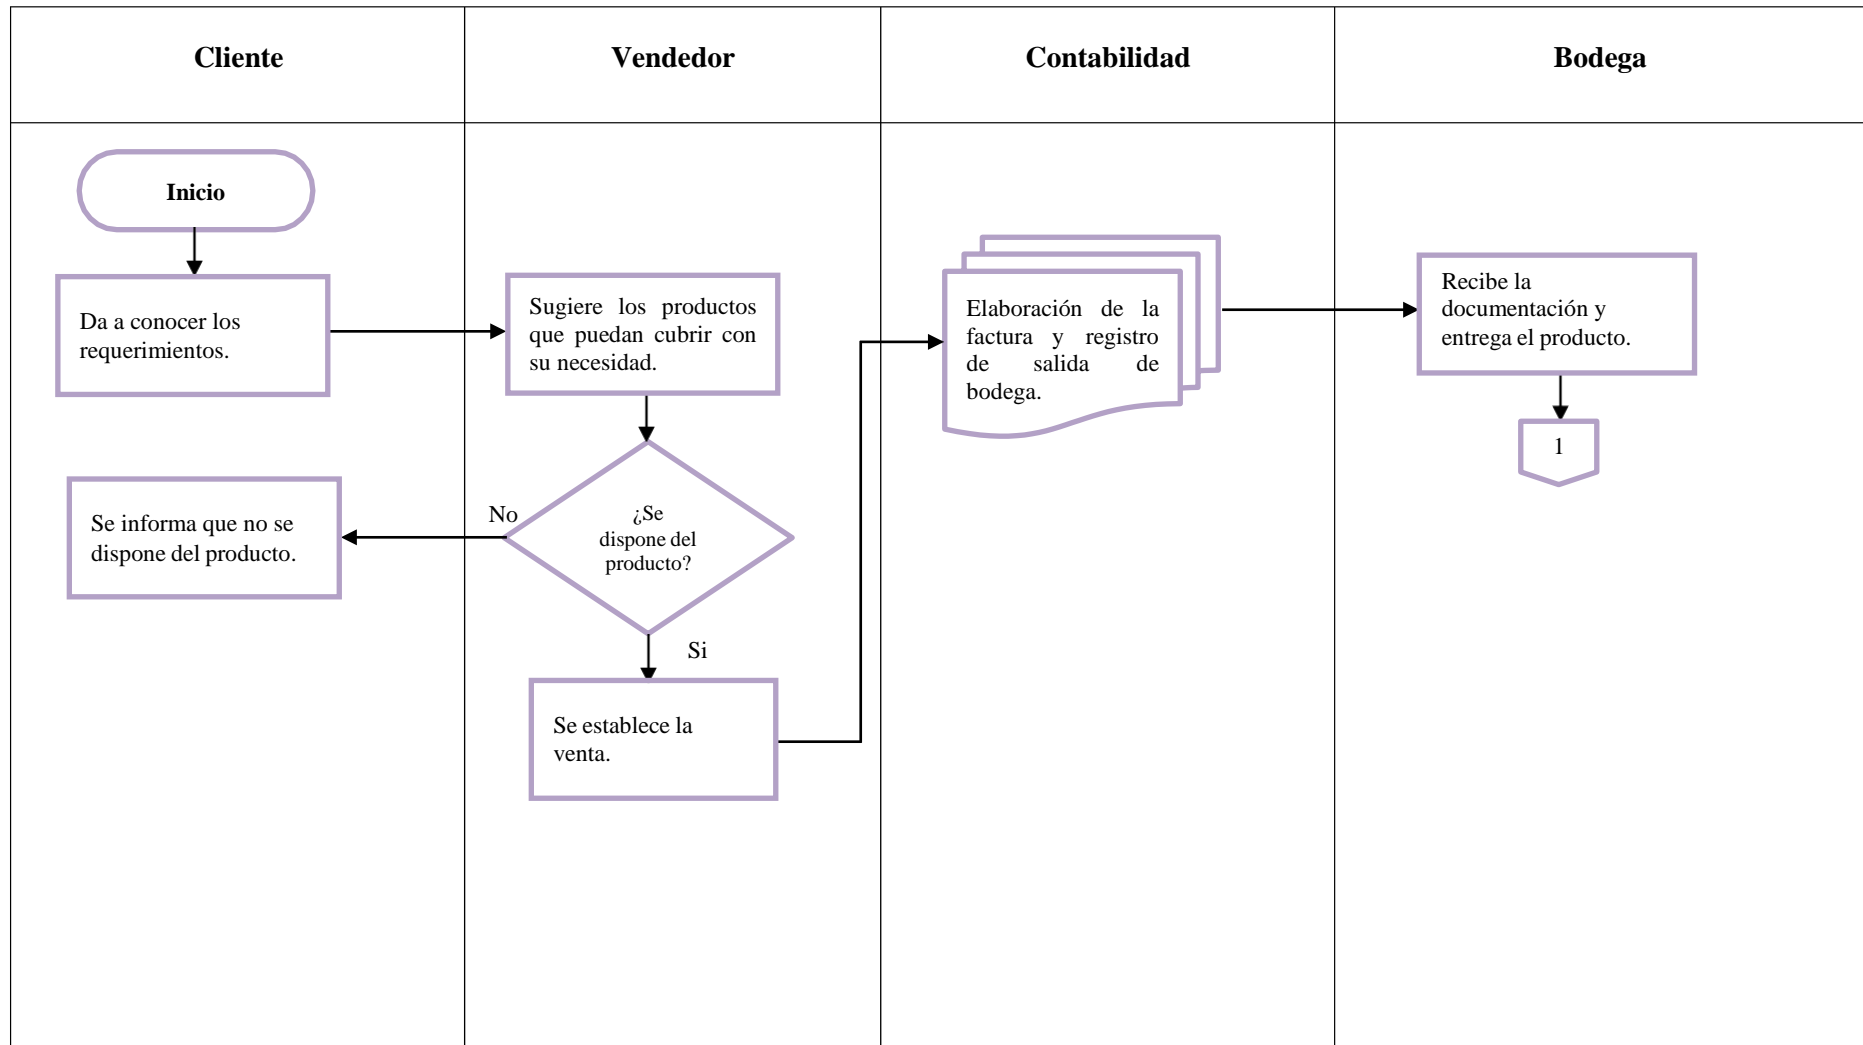 Cliente
Vendedor
Contabilidad
Bodega
Inicio
Da a conocer los
requerimientos.
Sugiere los productos
que puedan cubrir con
su necesidad.
Elaboración de la
factura y registro
de salida de
bodega.
Recibe la
documentación y
entrega el producto.
1
Se informa que no se
dispone del producto.
No
¿Se
dispone del
producto?
Si
Se establece la
venta.